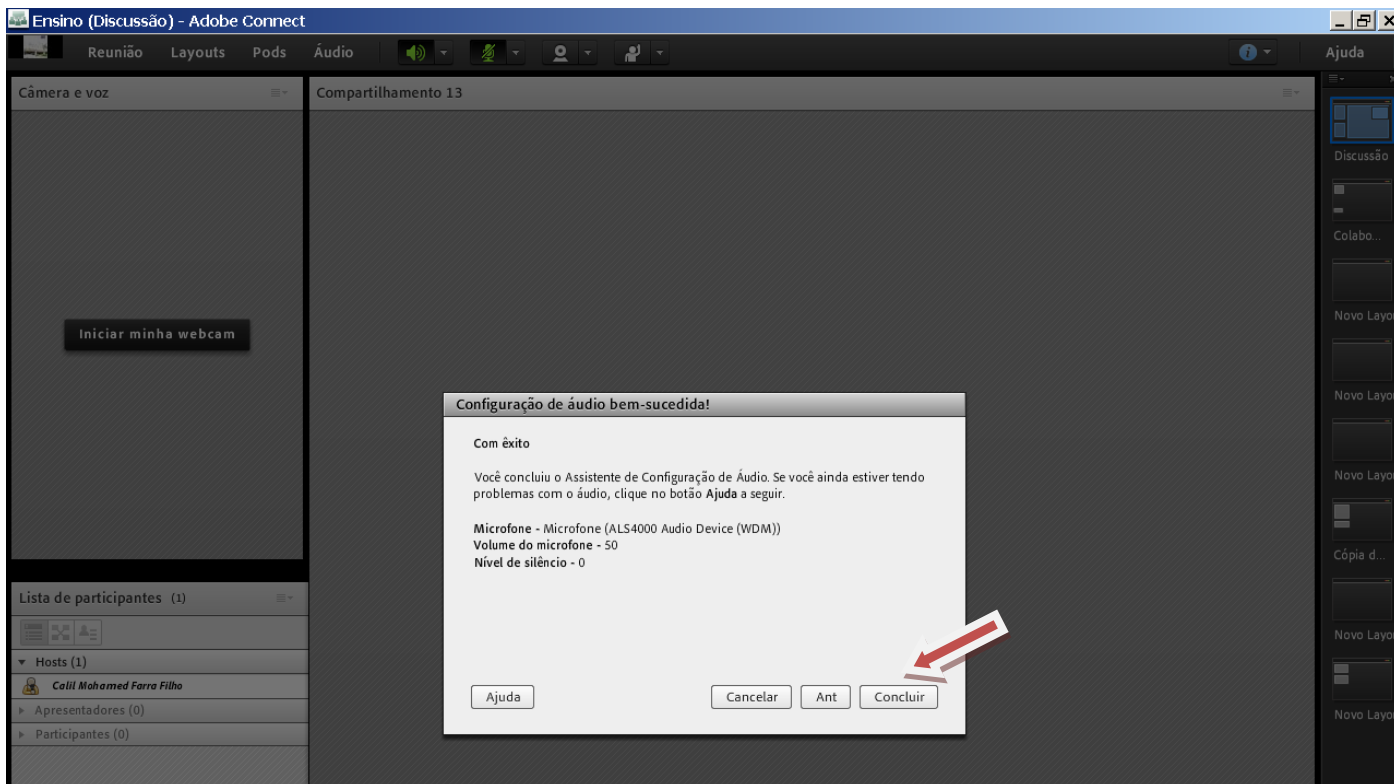 Ensino (Discussão) - Adobe Connect
Reunião Layouts Pods Áudio Ajuda
Câmera e voz
Compartilhamento 13
Iniciar minha webcam
Configuração de áudio bem-sucedida!
Com êxito
Você concluiu o Assistente de Configuração de Áudio. Se você ainda estiver tendo
problemas com o áudio, clique no botão Ajuda a seguir.
Microfone - Microfone (ALS4000 Audio Device (WDM))
Volume do microfone - 50
Nível de silêncio - 0
Ajuda Cancelar Ant Concluir
Lista de participantes (1)
Hosts (1)
Calil Mohamed Farra Filho
Apresentadores (0)
Participantes (0)
Discussão
Colabo...
Novo Layo
Novo Layo
Novo Layo
Cópia d...
Novo Layo
Novo Layo